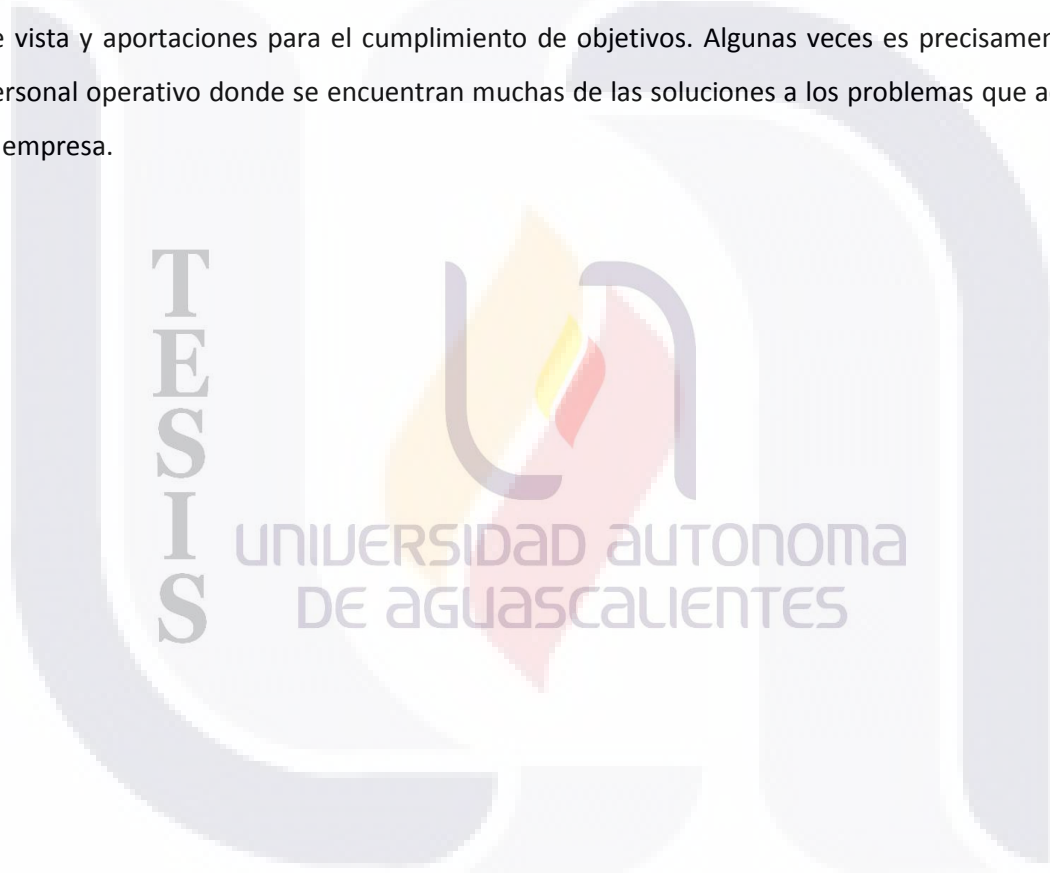 e vista y aportaciones para el cumplimiento de objetivos. Algunas veces es precisamen
ersonal operativo donde se encuentran muchas de las soluciones a los problemas que a
empresa.
TESIS
UNIVERSIDAD AUTONOMA
DE AGUASCALIENTES